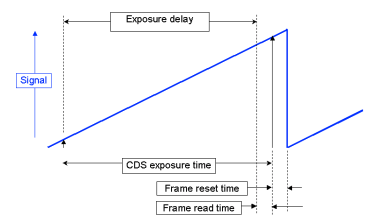 Exposure delay
Signal
CDS exposure time
Frame reset time
Frame read time